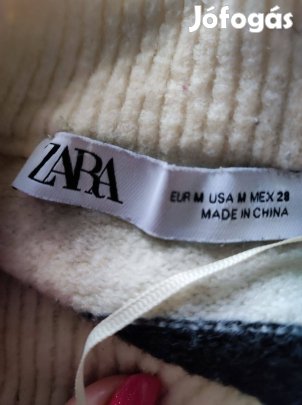 Jófogás
ZARA
EUR M USA M MEX 28
MADE IN CHINA